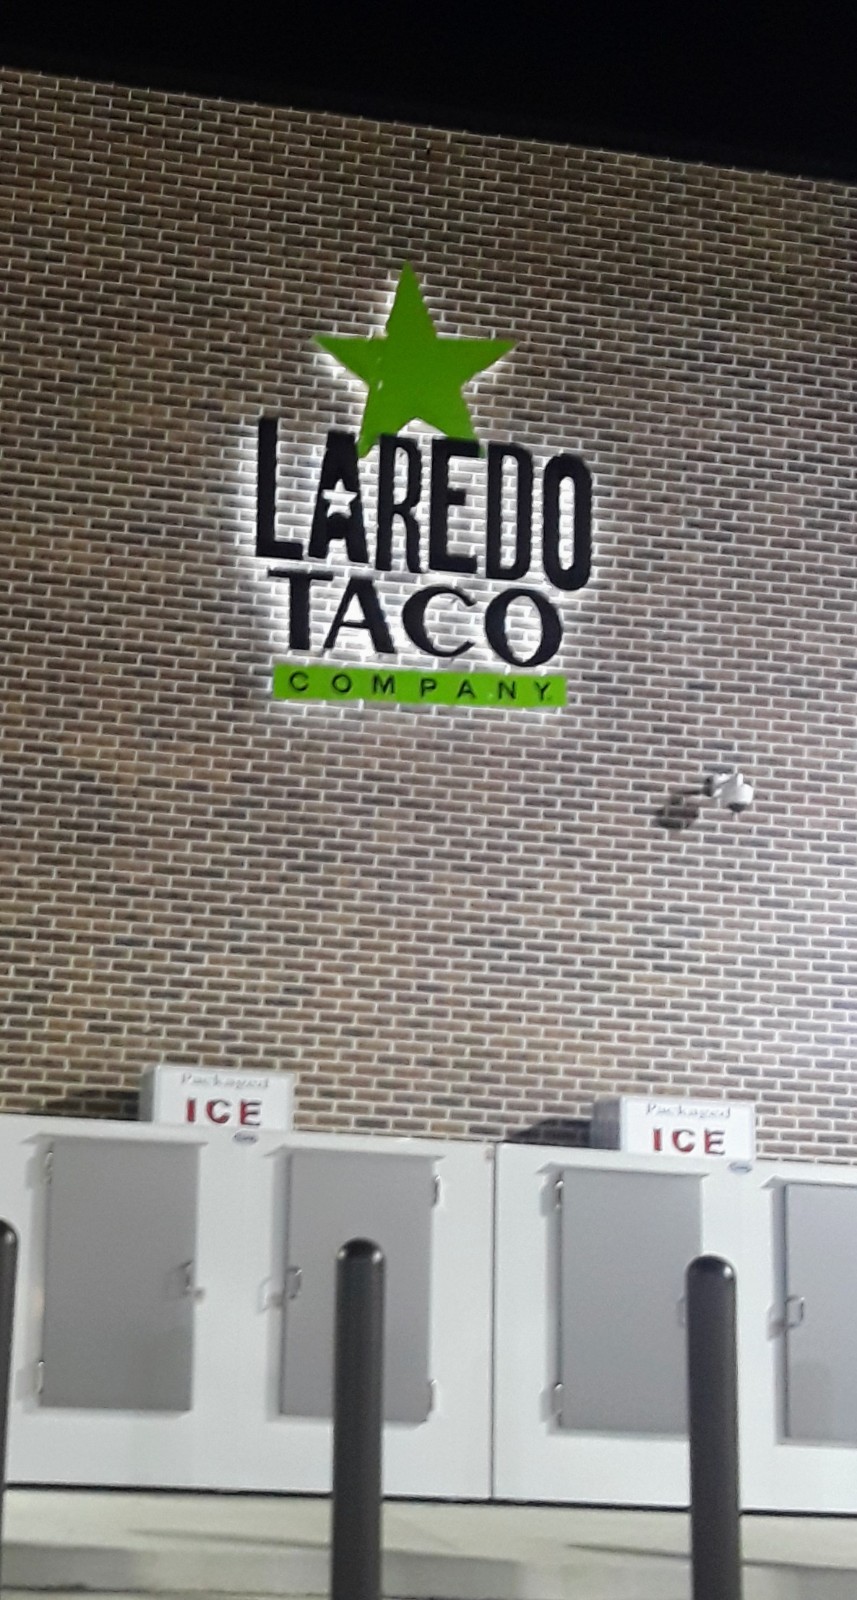 LAREDO
TACO
COMPANY
Packaged
ICE
Packaged
ICE